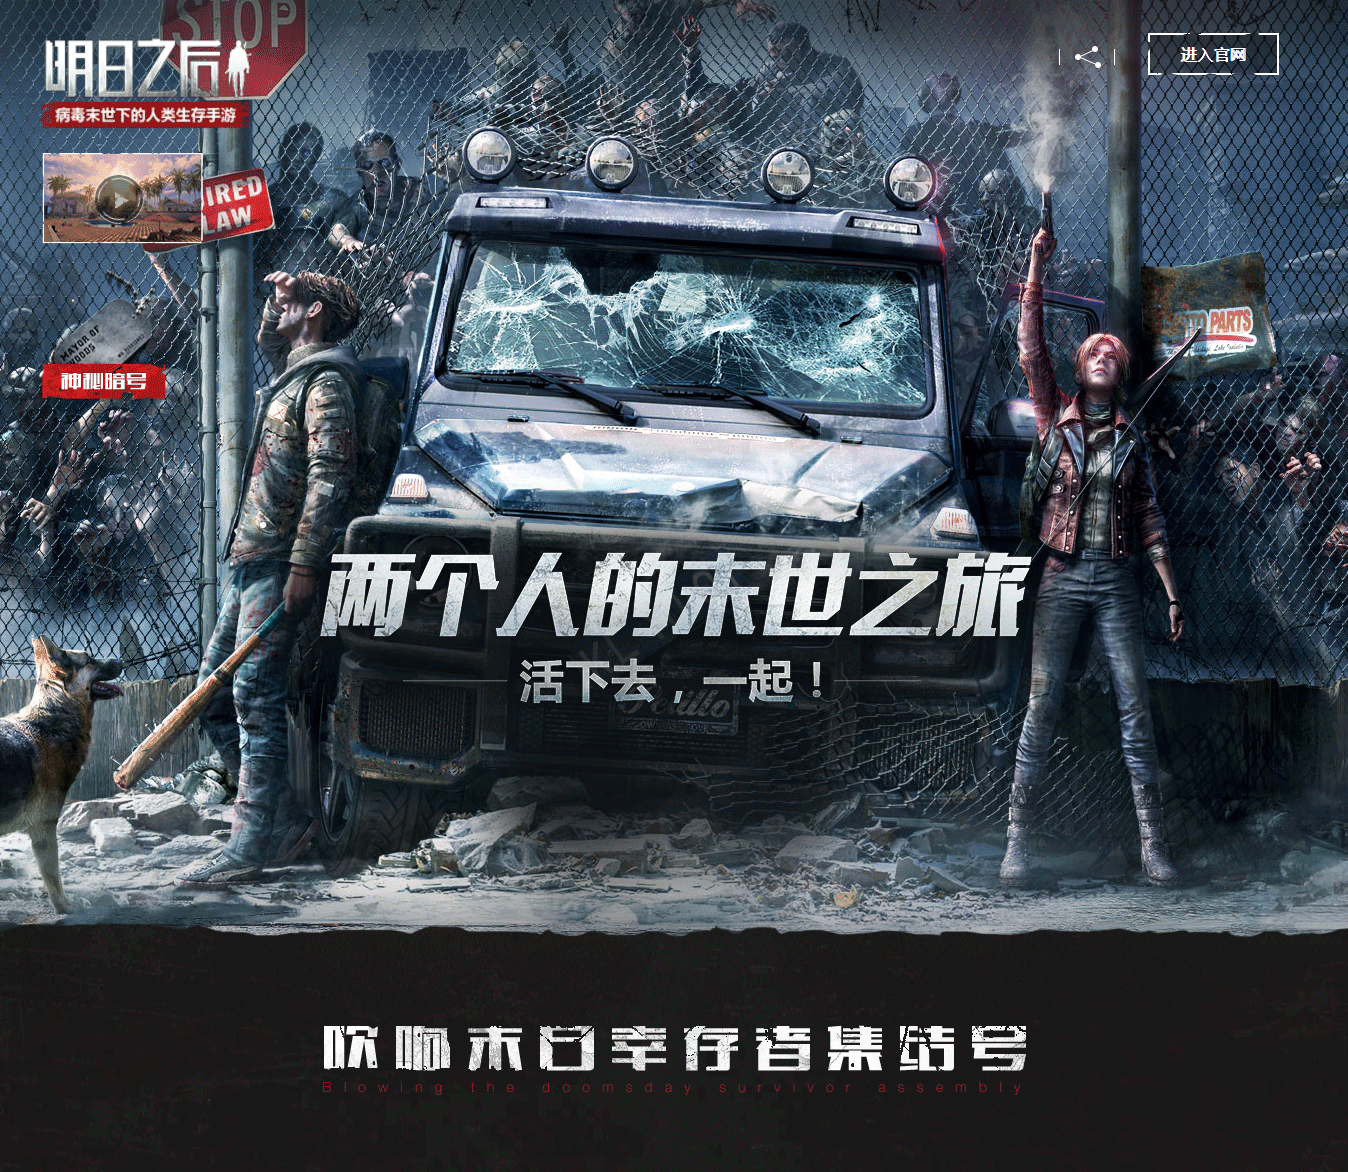 STOP
明日之后
病毒末世下的人类生存手游
进入官网
IRED
LAW
MAYOR OF
WOODS
神秘暗号
PARTS
两个人的末世之旅
活下去，一起！
吹响末日幸存者集结号
Blowing the doomsday survivor assembly